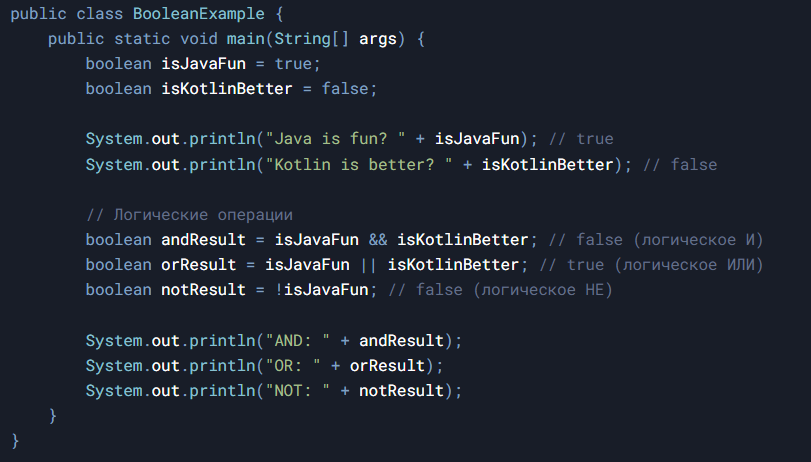 public class BooleanExample {
    public static void main(String[] args) {
        boolean isJavaFun = true;
        boolean isKotlinBetter = false;

        System.out.println("Java is fun? " + isJavaFun); // true
        System.out.println("Kotlin is better? " + isKotlinBetter); // false

        // Логические операции
        boolean andResult = isJavaFun && isKotlinBetter; // false (логическое И)
        boolean orResult = isJavaFun || isKotlinBetter; // true (логическое ИЛИ)
        boolean notResult = !isJavaFun; // false (логическое НЕ)

        System.out.println("AND: " + andResult);
        System.out.println("OR: " + orResult);
        System.out.println("NOT: " + notResult);
    }
}